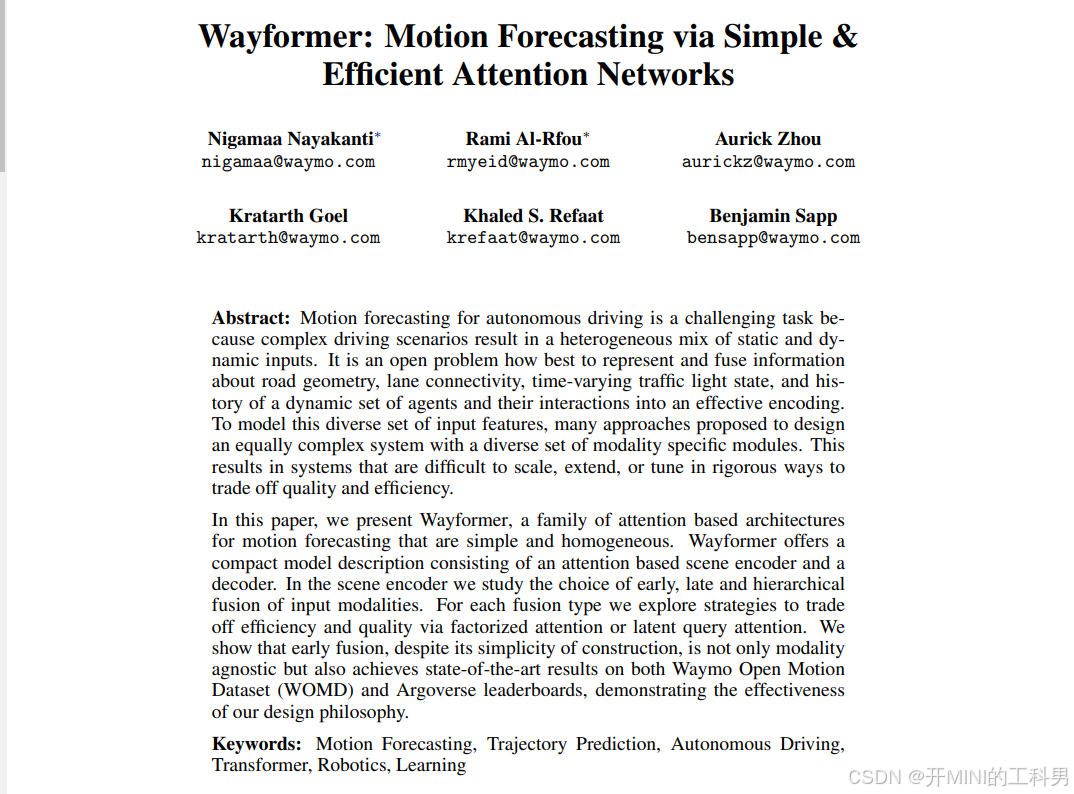 Wayformer: Motion Forecasting via Simple &
Efficient Attention Networks
Nigamaa Nayakanti* Rami Al-Rfou* Aurick Zhou
nigamaa@waymo.com rmyeid@waymo.com aurickz@waymo.com
Kratarth Goel Khaled S. Refaat Benjamin Sapp
kratarth@waymo.com krefaat@waymo.com bensapp@waymo.com
Abstract: Motion forecasting for autonomous driving is a challenging task be-
cause complex driving scenarios result in a heterogeneous mix of static and dy-
namic inputs. It is an open problem how best to represent and fuse information
about road geometry, lane connectivity, time-varying traffic light state, and his-
tory of a dynamic set of agents and their interactions into an effective encoding.
To model this diverse set of input features, many approaches proposed to design
an equally complex system with a diverse set of modality specific modules. This
results in systems that are difficult to scale, extend, or tune in rigorous ways to
trade off quality and efficiency.
In this paper, we present Wayformer, a family of attention based architectures
for motion forecasting that are simple and homogeneous. Wayformer offers a
compact model description consisting of an attention based scene encoder and a
decoder. In the scene encoder we study the choice of early, late and hierarchical
fusion of input modalities. For each fusion type we explore strategies to trade
off efficiency and quality via factorized attention or latent query attention. We
show that early fusion, despite its simplicity of construction, is not only modality
agnostic but also achieves state-of-the-art results on both Waymo Open Motion
Dataset (WOMD) and Argoverse leaderboards, demonstrating the effectiveness
of our design philosophy.
Keywords: Motion Forecasting, Trajectory Prediction, Autonomous Driving,
Transformer, Robotics, Learning
CSDN @开MINI的工科男